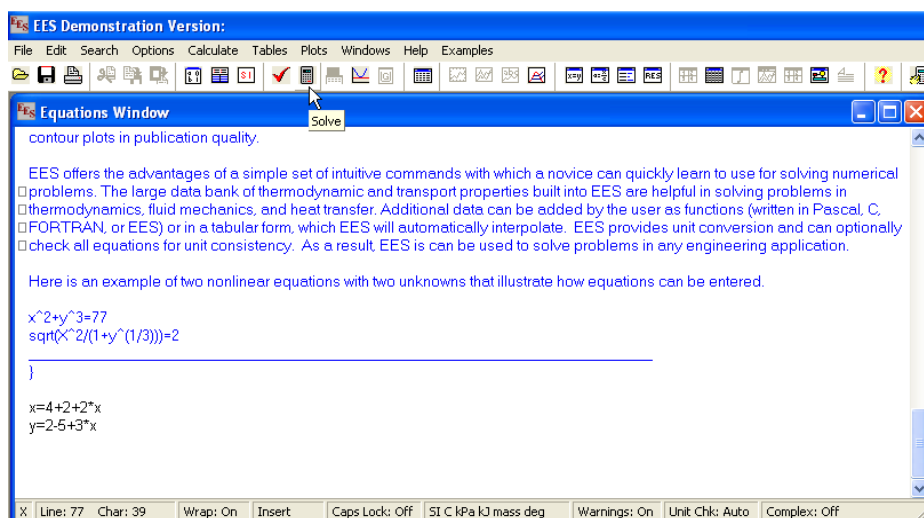 EES Demonstration Version:
File Edit Search Options Calculate Tables Plots Windows Help Examples
Equations Window
Solve
contour plots in publication quality.
EES offers the advantages of a simple set of intuitive commands with which a novice can quickly learn to use for solving numerical
problems. The large data bank of thermodynamic and transport properties built into EES are helpful in solving problems in
thermodynamics, fluid mechanics, and heat transfer. Additional data can be added by the user as functions (written in Pascal, C,
FORTRAN, or EES) or in a tabular form, which EES will automatically interpolate. EES provides unit conversion and can optionally
check all equations for unit consistency. As a result, EES is can be used to solve problems in any engineering application.
Here is an example of two nonlinear equations with two unknowns that illustrate how equations can be entered.
x^2+y^3=77
sqrt(X^2/(1+y^(1/3)))=2
}
x=4+2+2*x
y=2-5+3*x
X Line: 77 Char: 39 Wrap: On Insert Caps Lock: Off SI C kPa kJ mass deg Warnings: On Unit Chk: Auto Complex: Off